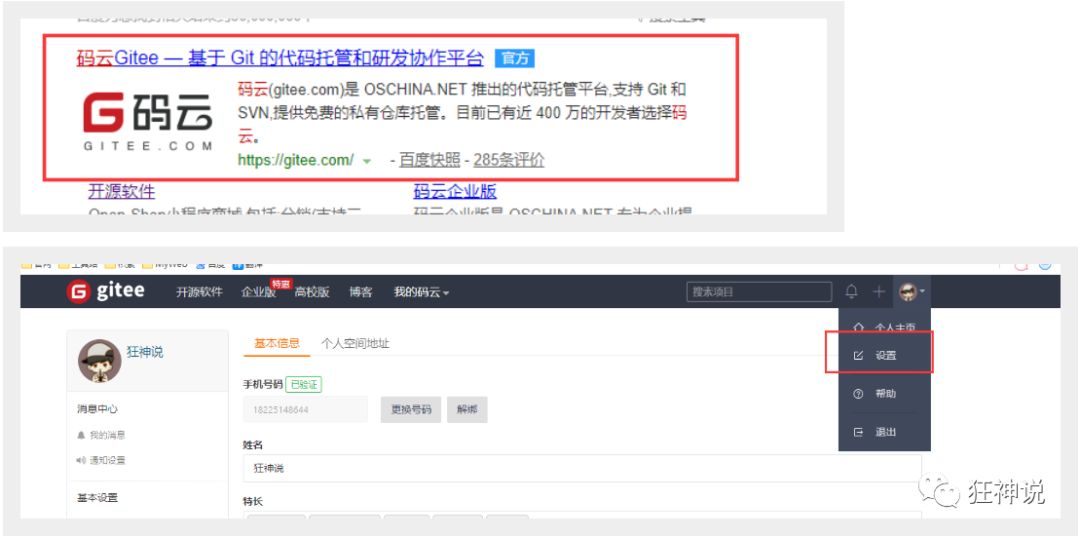 码云Gitee — 基于 Git 的代码托管和研发协作平台 官方
码云(gitee.com)是 OSCHINA.NET 推出的代码托管平台,支持 Git 和
SVN,提供免费的私有仓库托管。目前已有近 400 万的开发者选择码
云。
码云
GITEE.COM
https://gitee.com/ - 百度快照 - 285条评价
开源软件 码云企业版
gitee 开源软件 企业版 特惠 高校版 博客 我的码云 搜索项目
个人主页
设置
帮助
退出
狂神说
消息中心
我的消息
通知设置
基本设置
基本信息 个人空间地址
手机号码 已验证
18225148644 更换号码 解绑
姓名
狂神说
特长
狂神说